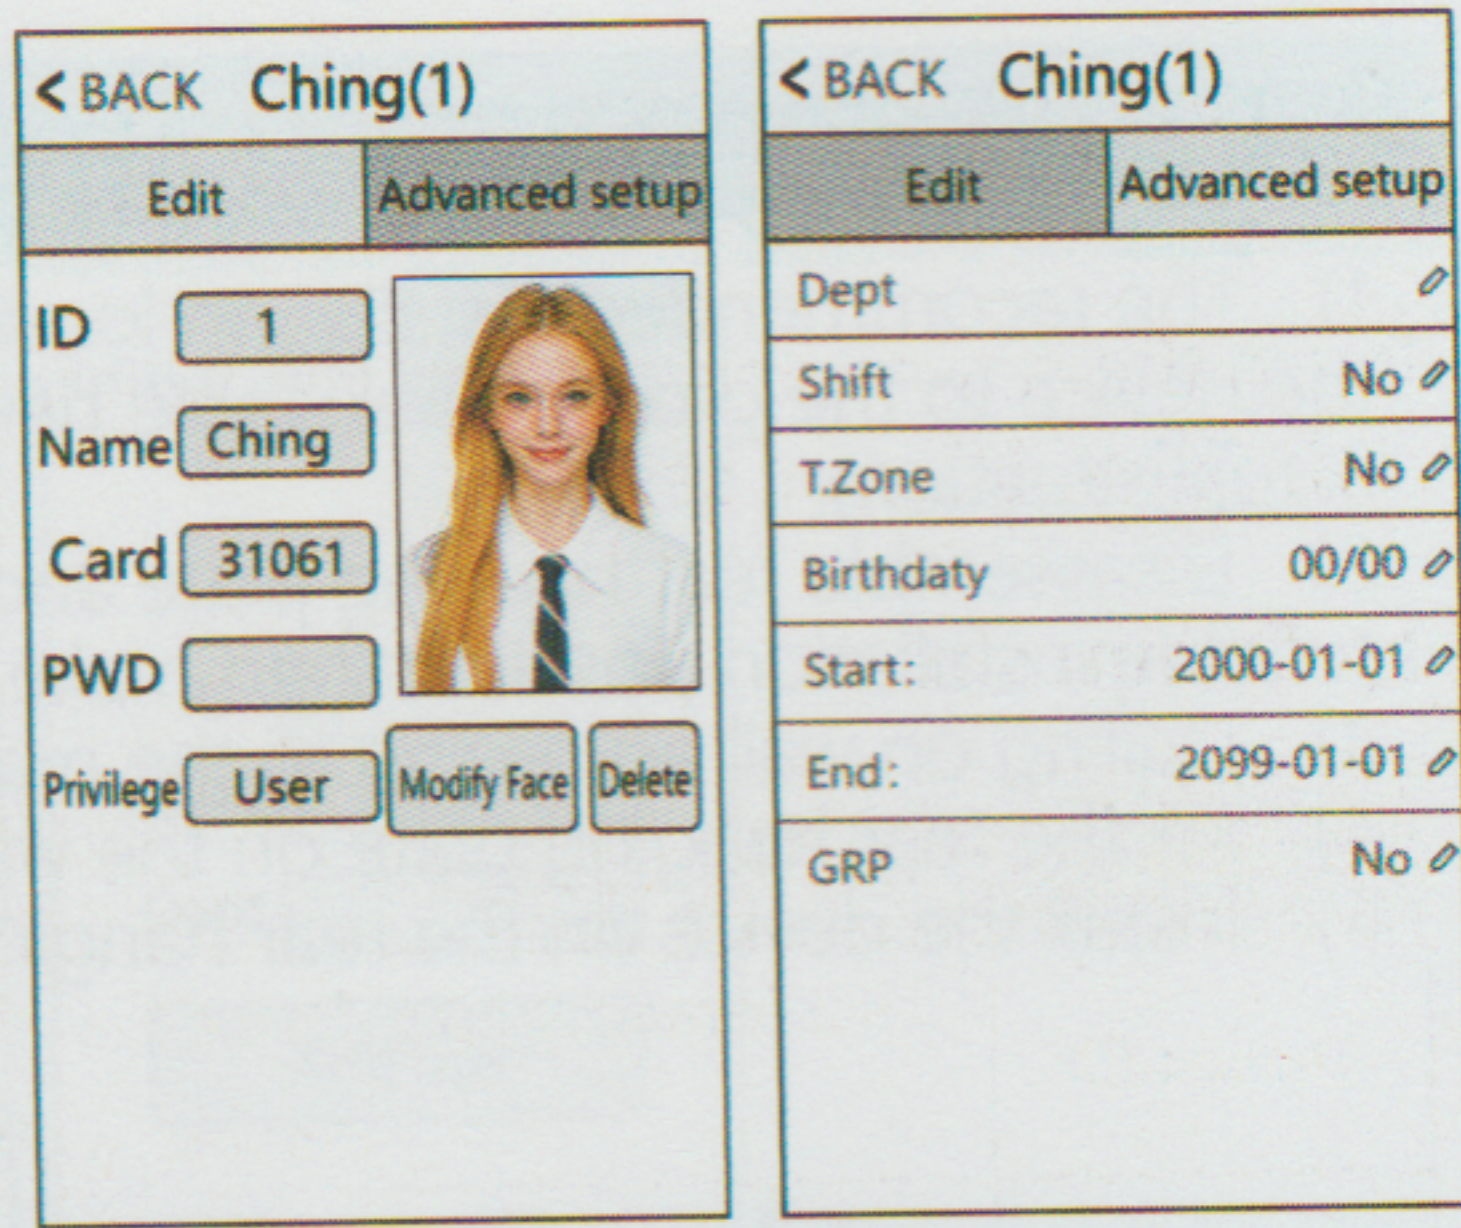 < BACK Ching(1)
Edit Advanced setup
ID 1
Name Ching
Card 31061
PWD
Privilege User Modify Face Delete
< BACK Ching(1)
Edit Advanced setup
Dept
Shift No
T.Zone No
Birthdaty 00/00
Start: 2000-01-01
End: 2099-01-01
GRP No